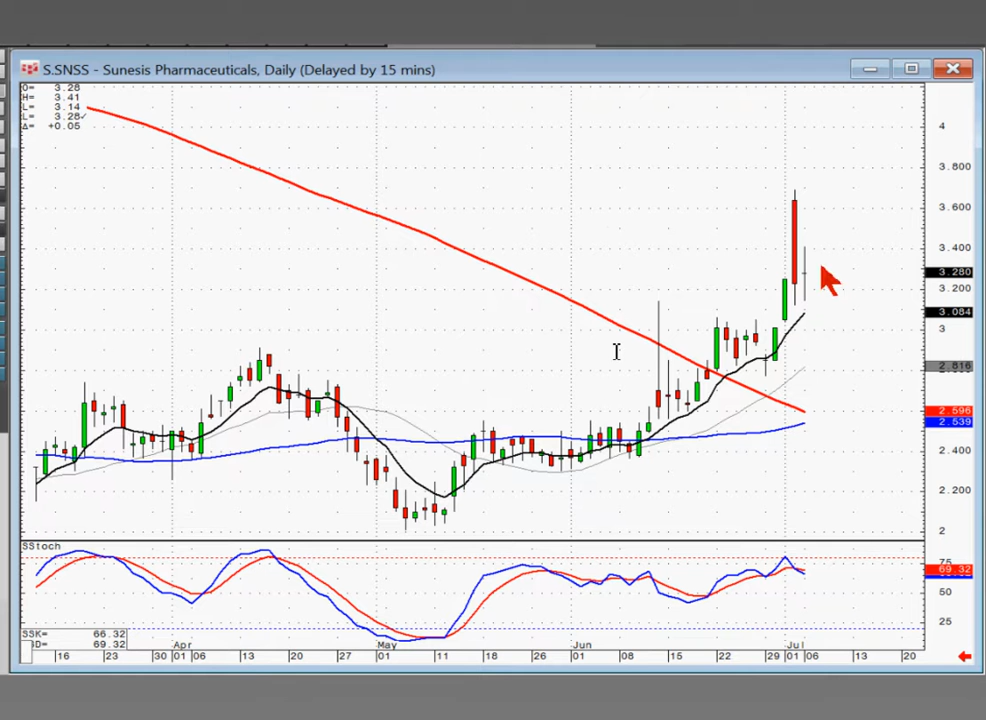 S.SNSS - Sunesis Pharmaceuticals, Daily (Delayed by 15 mins)
O= 3.28
H= 3.41
L= 3.14
L= 3.28✓
Δ= +0.05
4
3.800
3.600
3.400
3.280
3.200
3.084
3
2.816
2.596
2.539
2.400
2.200
2
SStoch
75
69.32
50
25
SSK= 66.32
SD= 69.32
Apr May Jun Jul
16 23 30 01 06 13 20 27 01 11 18 26 01 08 15 29 01 06 13 20